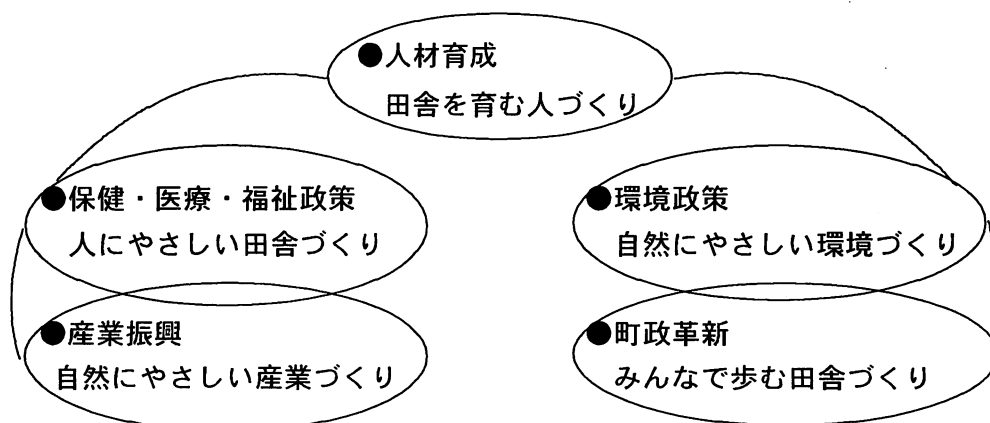 ●人材育成
田舎を育む人づくり
●保健・医療・福祉政策
人にやさしい田舎づくり
●環境政策
自然にやさしい環境づくり
●産業振興
自然にやさしい産業づくり
●町政革新
みんなで歩む田舎づくり